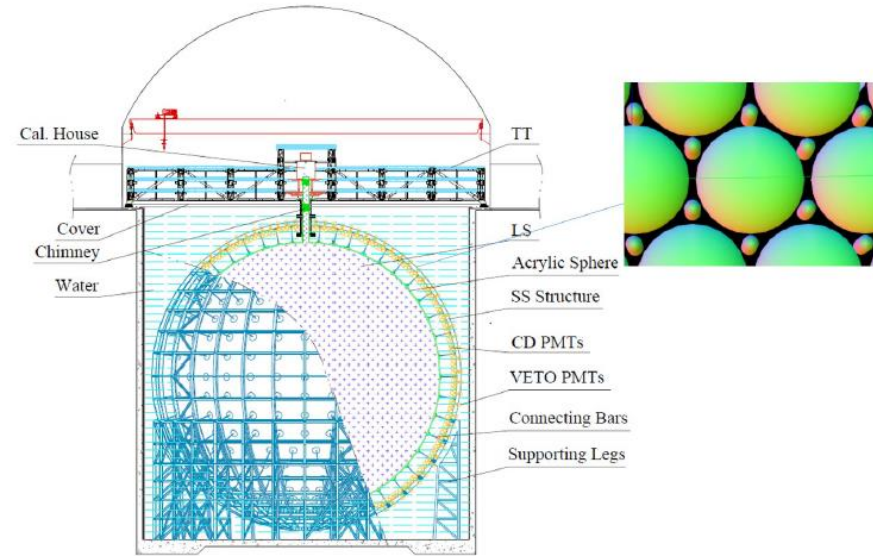 Cal. House
TT
Cover
Chimney
Water
LS
Acrylic Sphere
SS Structure
CD PMTs
VETO PMTs
Connecting Bars
Supporting Legs